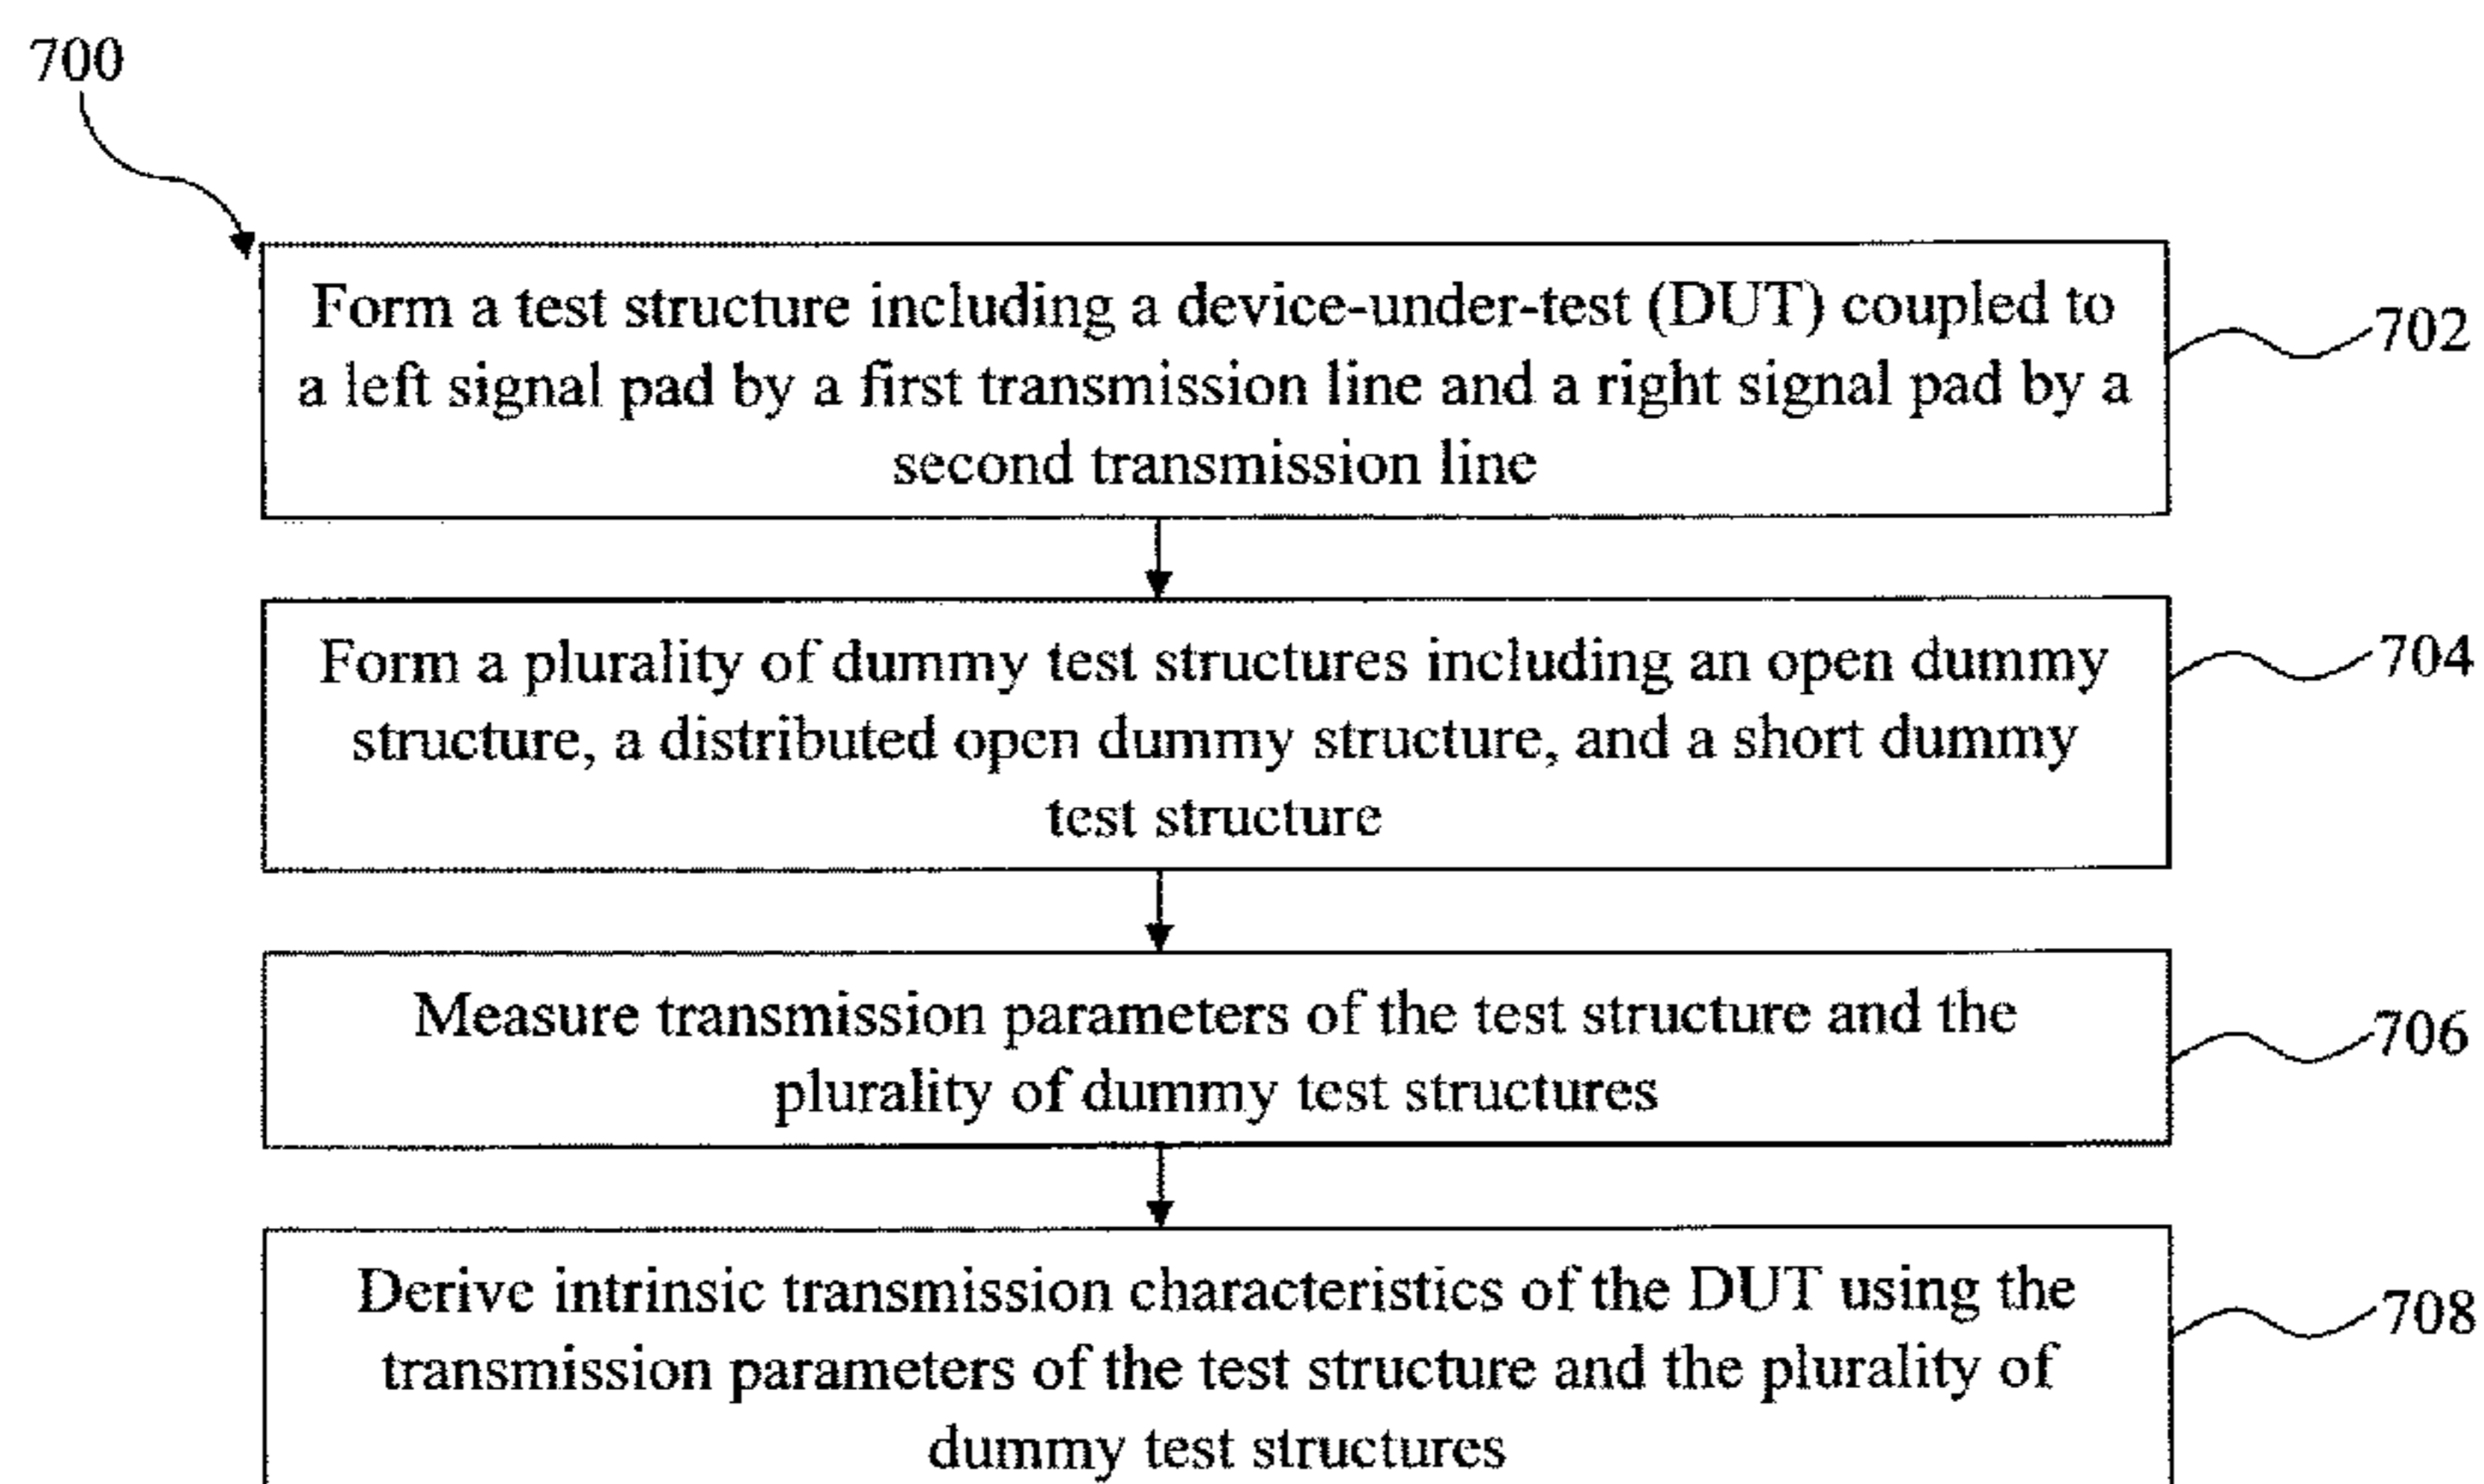 700
Form a test structure including a device-under-test (DUT) coupled to
a left signal pad by a first transmission line and a right signal pad by a
second transmission line
702
Form a plurality of dummy test structures including an open dummy
structure, a distributed open dummy structure, and a short dummy
test structure
704
Measure transmission parameters of the test structure and the
plurality of dummy test structures
706
Derive intrinsic transmission characteristics of the DUT using the
transmission parameters of the test structure and the plurality of
dummy test structures
708